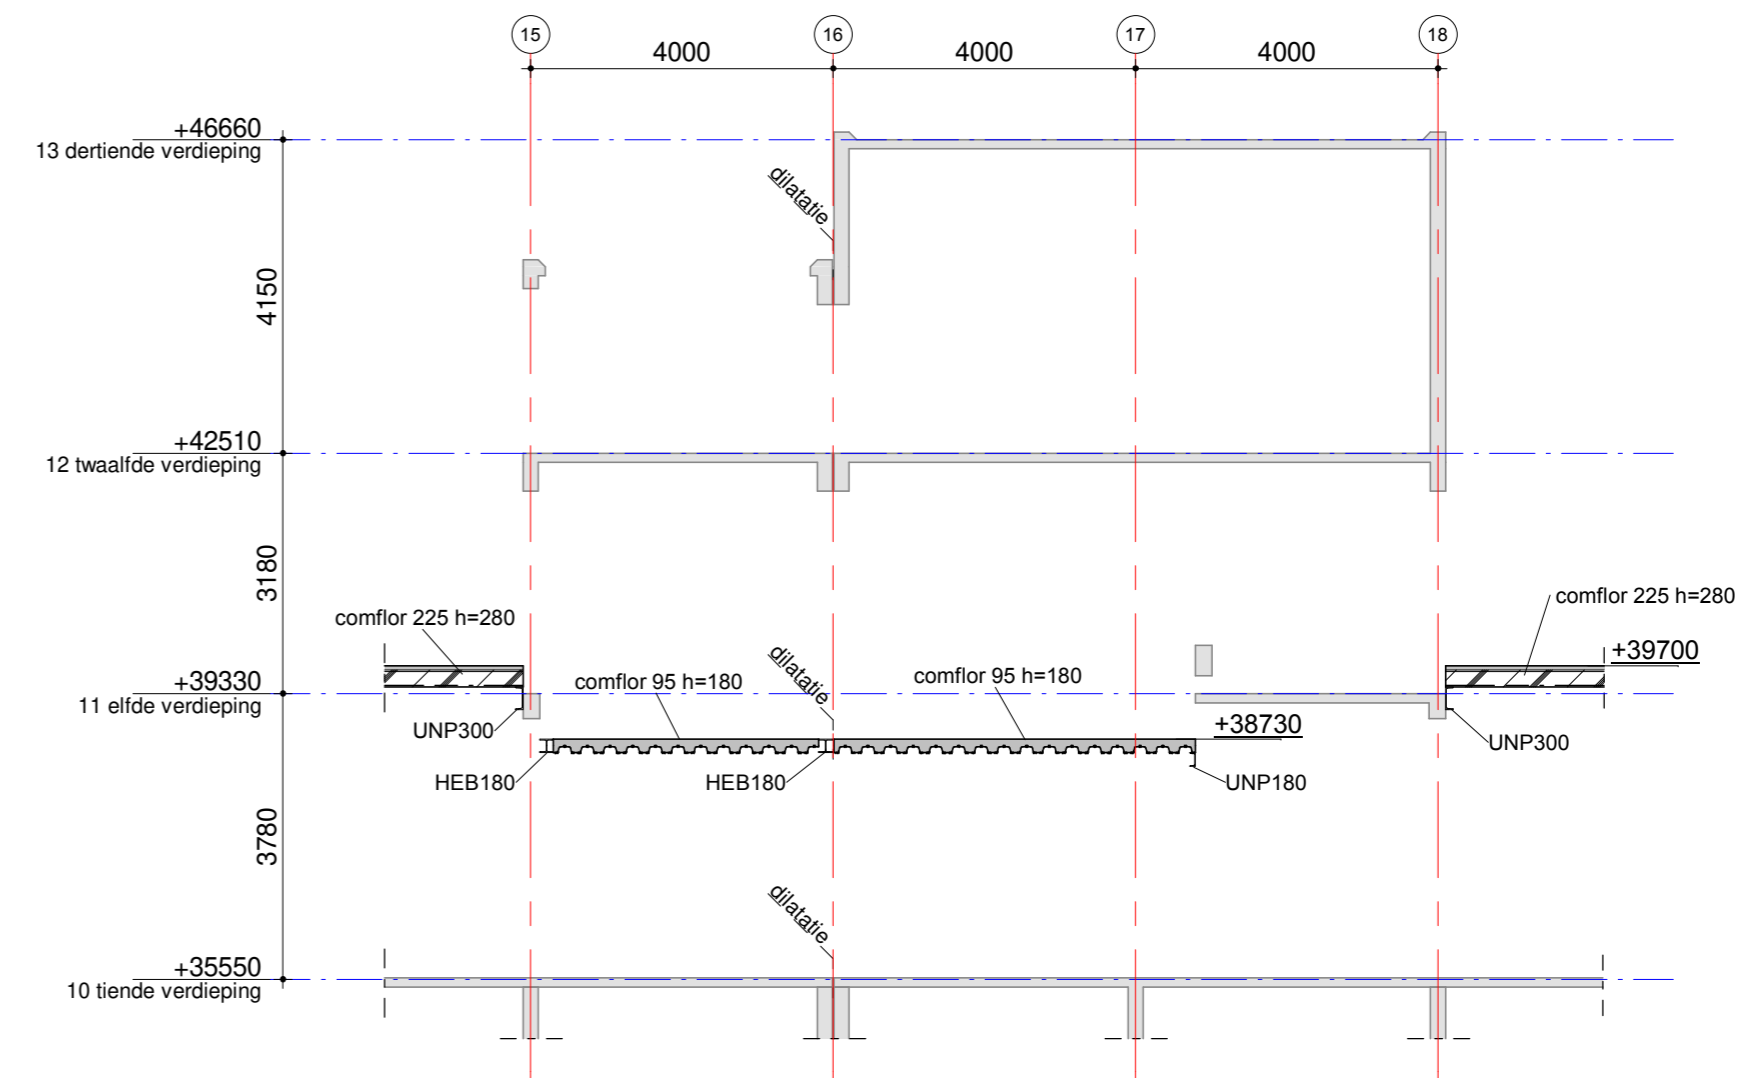 15
16
17
18
4000
4000
4000
+46660
13 dertiende verdieping
dilatatie
4150
+42510
12 twaalfde verdieping
3180
comflor 225 h=280
comflor 225 h=280
+39700
dilatatie
comflor 95 h=180
comflor 95 h=180
+39330
11 elfde verdieping
UNP300
+38730
UNP300
HEB180
HEB180
UNP180
3780
dilatatie
+35550
10 tiende verdieping